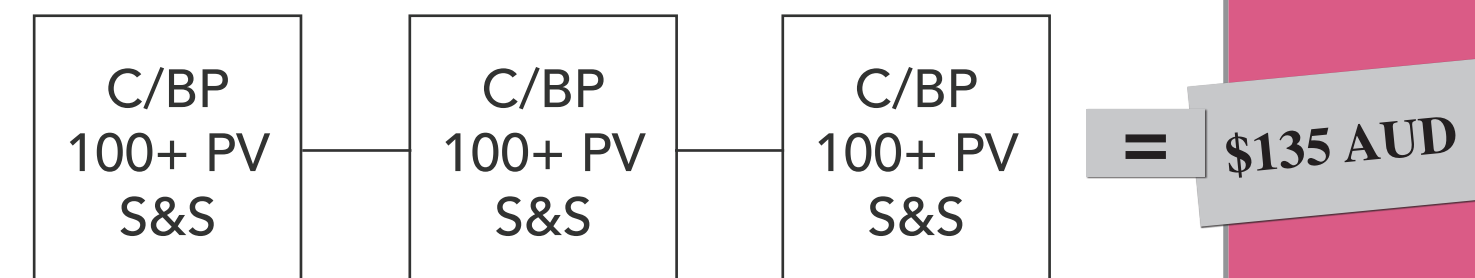 C/BP
100+ PV
S&S
C/BP
100+ PV
S&S
C/BP
100+ PV
S&S
=
$135 AUD